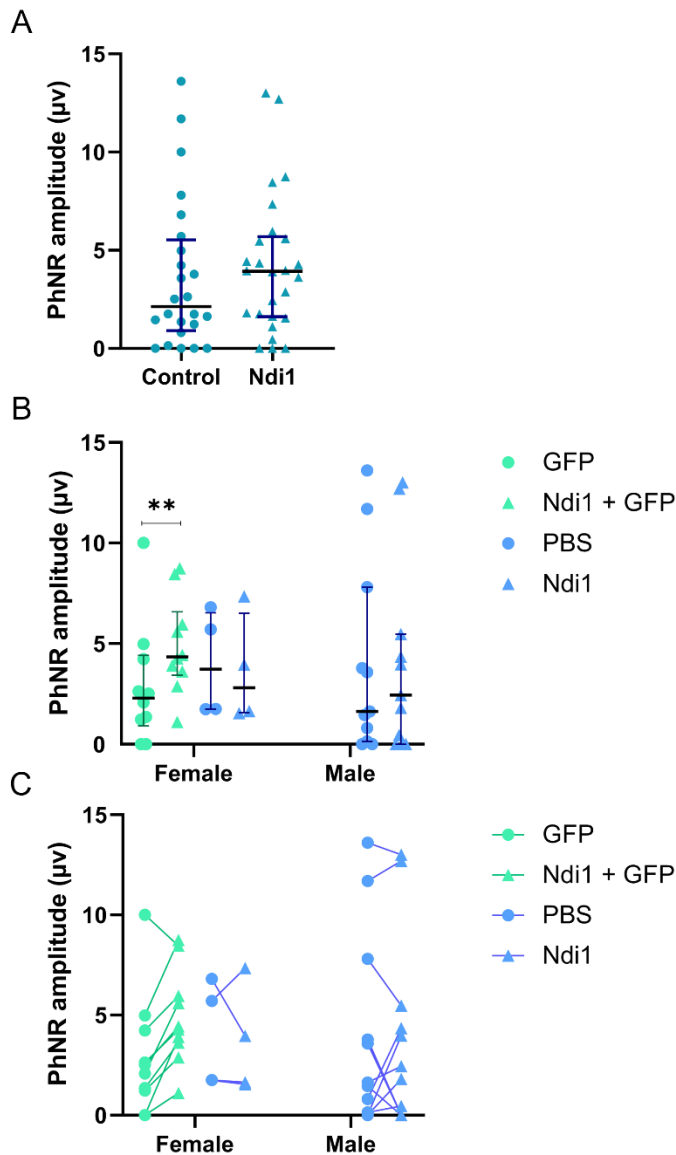 A
PhNR amplitude (μv)
15
10
5
0
Control Ndi1
B
PhNR amplitude (μv)
15
10
5
0
**
Female Male
GFP
Ndi1 + GFP
PBS
Ndi1
C
PhNR amplitude (μv)
15
10
5
0
Female Male
GFP
Ndi1 + GFP
PBS
Ndi1